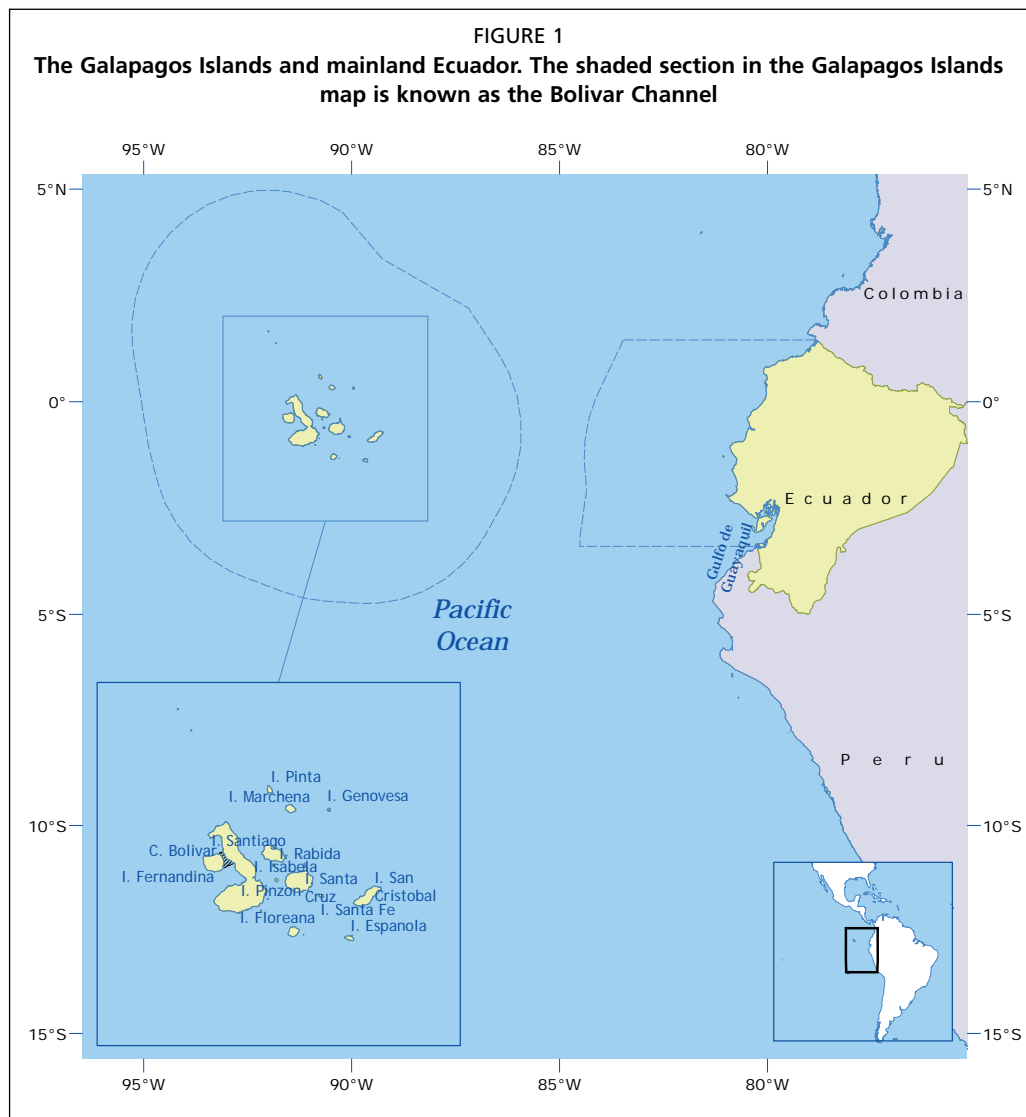 FIGURE 1
The Galapagos Islands and mainland Ecuador. The shaded section in the Galapagos Islands
map is known as the Bolivar Channel
95°W 90°W 85°W 80°W
5°N 5°N
Colombia
0° 0°
Ecuador
Gulfo de
Guayaquil
5°S 5°S
Pacific
Ocean
Peru
I. Pinta
I. Marchena I. Genovesa
10°S 10°S
I. Santiago
C. Bolivar I. Rabida
I. Isabela
I. Fernandina I. Santa I. San
I. Pinzon Cruz Cristobal
I. Santa Fe
I. Floreana I. Espanola
15°S 15°S
95°W 90°W 85°W 80°W